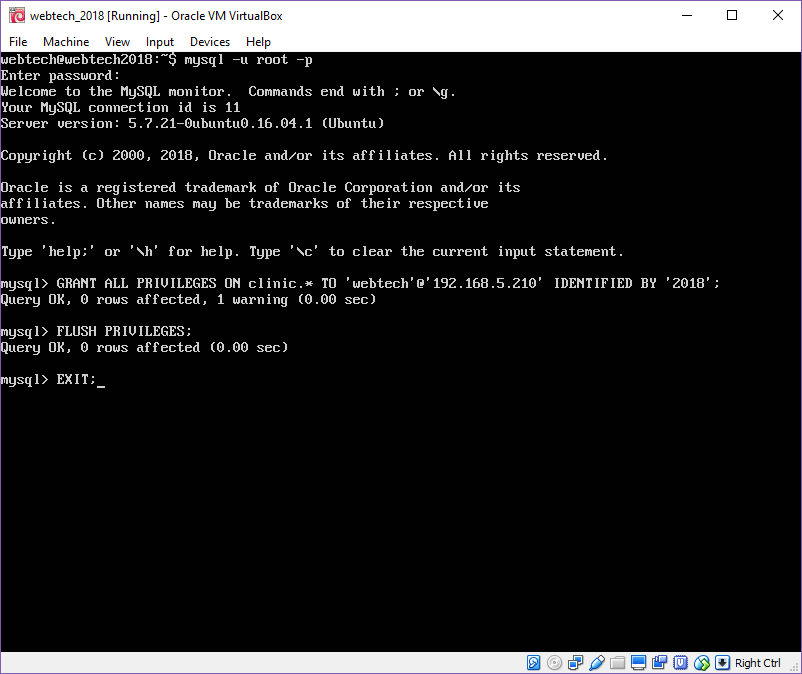 webtech_2018 [Running] - Oracle VM VirtualBox
File Machine View Input Devices Help
webtech@webtech2018:~$ mysql -u root -p
Enter password:
Welcome to the MySQL monitor.  Commands end with ; or \g.
Your MySQL connection id is 11
Server version: 5.7.21-0ubuntu0.16.04.1 (Ubuntu)
Copyright (c) 2000, 2018, Oracle and/or its affiliates. All rights reserved.
Oracle is a registered trademark of Oracle Corporation and/or its
affiliates. Other names may be trademarks of their respective
owners.
Type 'help;' or '\h' for help. Type '\c' to clear the current input statement.
mysql> GRANT ALL PRIVILEGES ON clinic.* TO 'webtech'@'192.168.5.210' IDENTIFIED BY '2018';
Query OK, 0 rows affected, 1 warning (0.00 sec)
mysql> FLUSH PRIVILEGES;
Query OK, 0 rows affected (0.00 sec)
mysql> EXIT;_
Right Ctrl